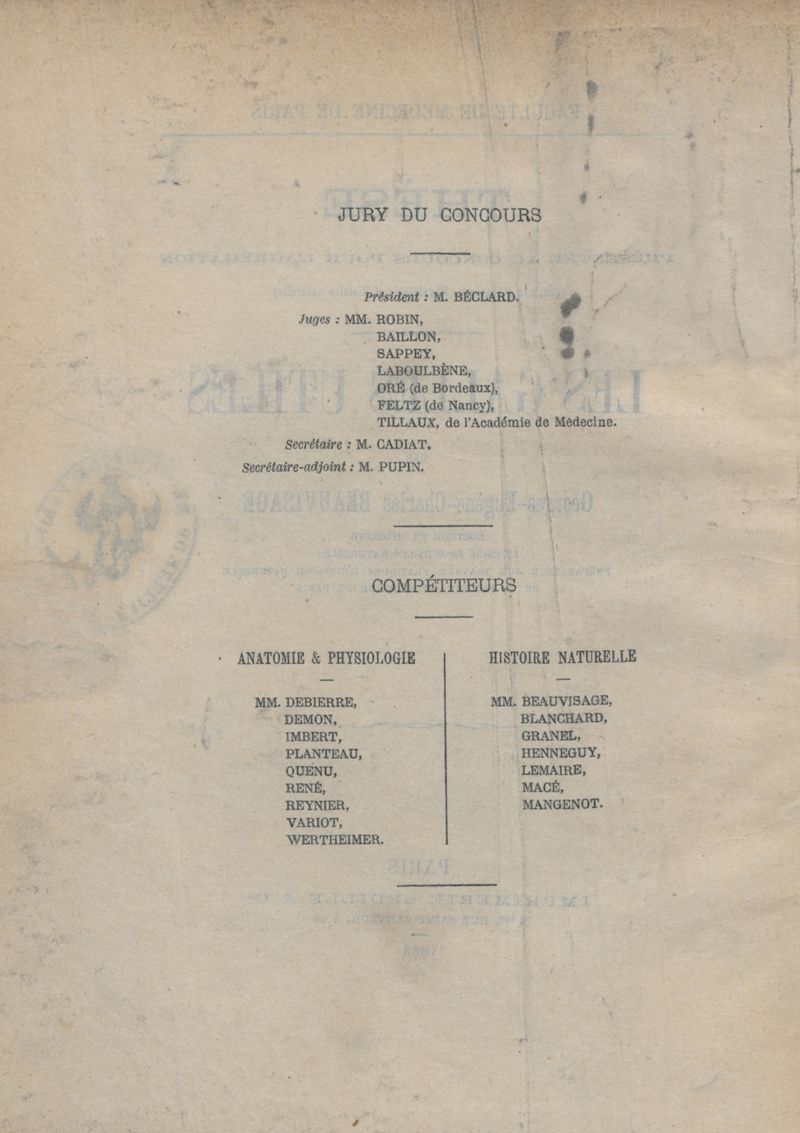 JURY DU CONCOURS
Président : M. BÉCLARD.
Juges : MM. ROBIN,
BAILLON,
SAPPEY,
LABOULBÈNE,
ORÉ (de Bordeaux),
FELTZ (de Nancy),
TILLAUX, de l'Académie de Médecine.
Secrétaire : M. CADIAT.
Secrétaire-adjoint : M. PUPIN.
COMPÉTITEURS
ANATOMIE & PHYSIOLOGIE
MM. DEBIERRE,
DEMON,
IMBERT,
PLANTEAU,
QUENU,
RENÉ,
REYNIER,
VARIOT,
WERTHEIMER.
HISTOIRE NATURELLE
MM. BEAUVISAGE,
BLANCHARD,
GRANEL,
HENNEGUY,
LEMAIRE,
MACÉ,
MANGENOT.